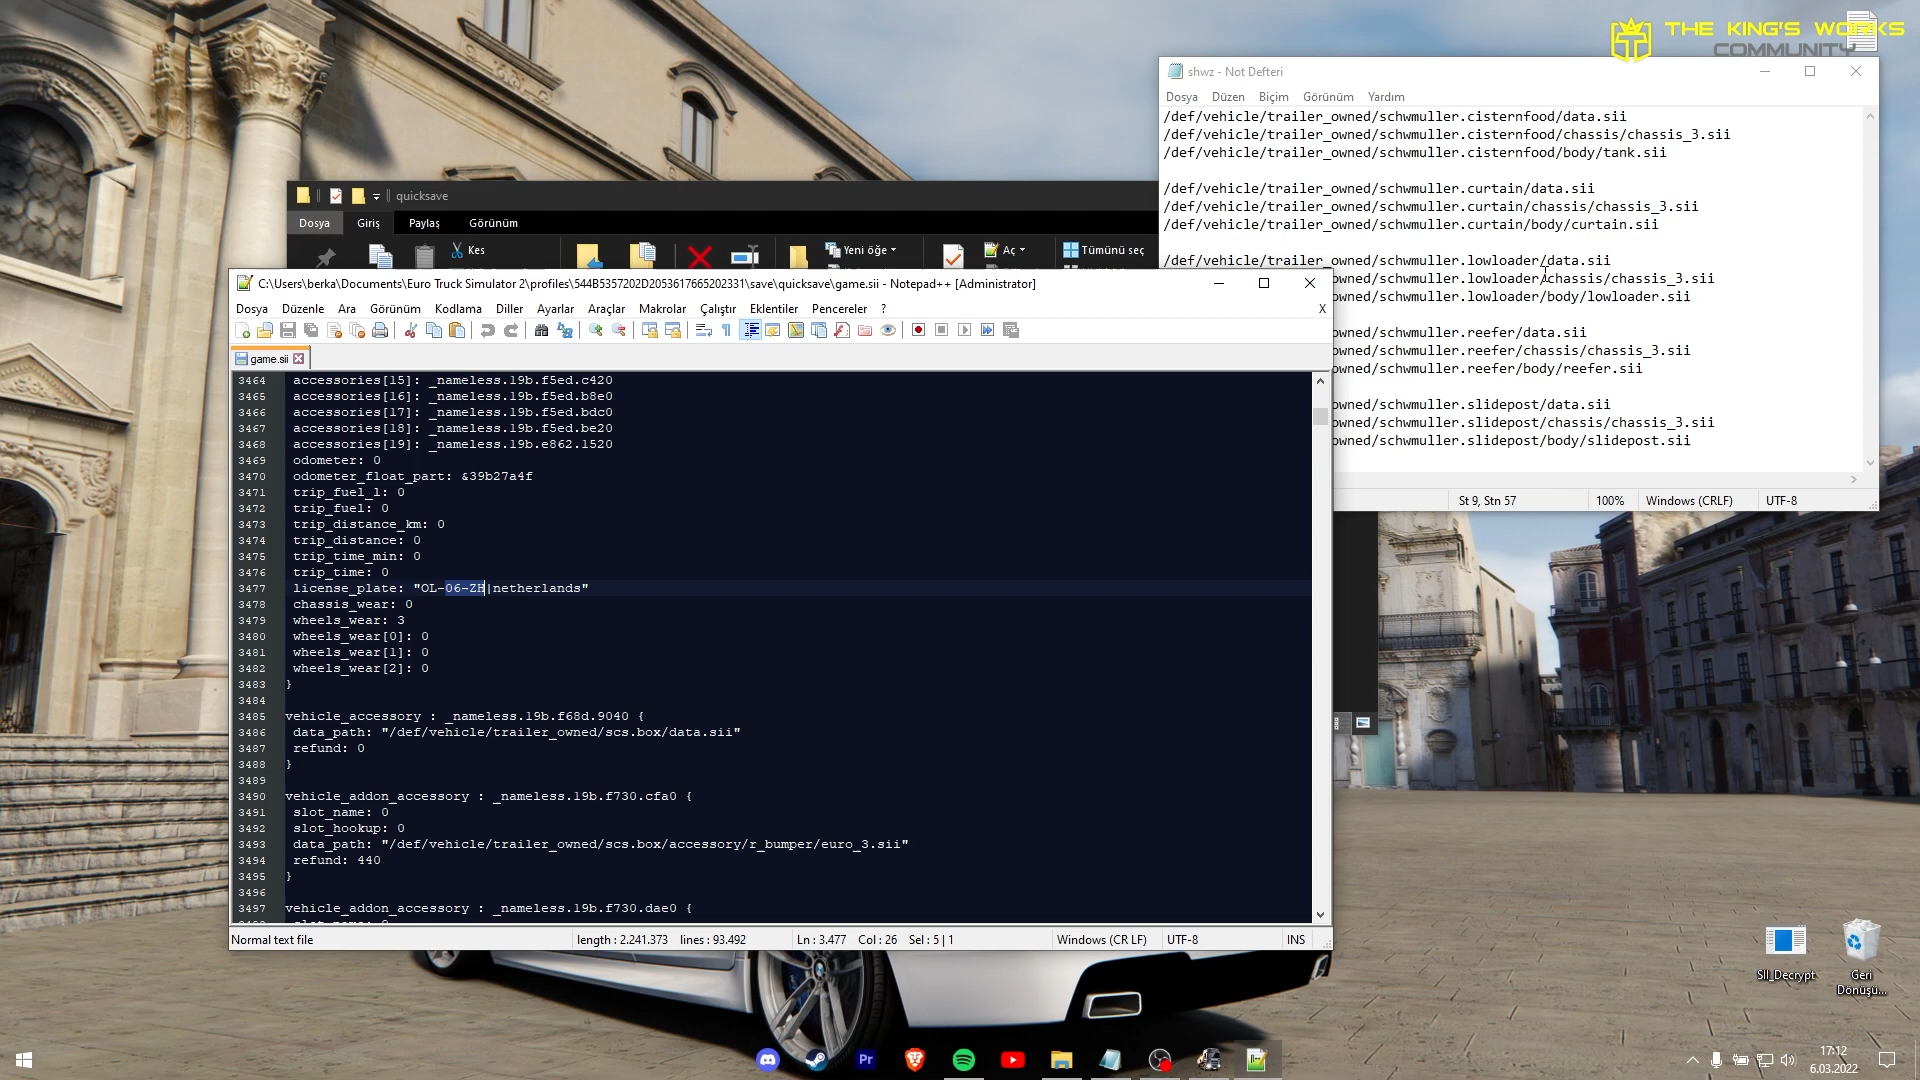 THE KING'S WORKS
COMMUNITY
shwz - Not Defteri
Dosya Düzen Biçim Görünüm Yardım
/def/vehicle/trailer_owned/schwmuller.cisternfood/data.sii
/def/vehicle/trailer_owned/schwmuller.cisternfood/chassis/chassis_3.sii
/def/vehicle/trailer_owned/schwmuller.cisternfood/body/tank.sii
/def/vehicle/trailer_owned/schwmuller.curtain/data.sii
/def/vehicle/trailer_owned/schwmuller.curtain/chassis/chassis_3.sii
/def/vehicle/trailer_owned/schwmuller.curtain/body/curtain.sii
/def/vehicle/trailer_owned/schwmuller.lowloader/data.sii
owned/schwmuller.lowloader/chassis/chassis_3.sii
owned/schwmuller.lowloader/body/lowloader.sii
owned/schwmuller.reefer/data.sii
owned/schwmuller.reefer/chassis/chassis_3.sii
owned/schwmuller.reefer/body/reefer.sii
owned/schwmuller.slidepost/data.sii
owned/schwmuller.slidepost/chassis/chassis_3.sii
owned/schwmuller.slidepost/body/slidepost.sii
St 9, Stn 57 100% Windows (CRLF) UTF-8
quicksave
Dosya Giriş Paylaş Görünüm
Kes Yeni öğe Aç Tümünü seç
C:\Users\berka\Documents\Euro Truck Simulator 2\profiles\544B5357202D2053617665202331\save\quicksave\game.sii - Notepad++ [Administrator]
Dosya Düzenle Ara Görünüm Kodlama Diller Ayarlar Araçlar Makrolar Çalıştır Eklentiler Pencereler ? X
game.sii
3464 accessories[15]: _nameless.19b.f5ed.c420
3465 accessories[16]: _nameless.19b.f5ed.b8e0
3466 accessories[17]: _nameless.19b.f5ed.bdc0
3467 accessories[18]: _nameless.19b.f5ed.be20
3468 accessories[19]: _nameless.19b.e862.1520
3469 odometer: 0
3470 odometer_float_part: &39b27a4f
3471 trip_fuel_l: 0
3472 trip_fuel: 0
3473 trip_distance_km: 0
3474 trip_distance: 0
3475 trip_time_min: 0
3476 trip_time: 0
3477 license_plate: "OL-06-ZH|netherlands"
3478 chassis_wear: 0
3479 wheels_wear: 3
3480 wheels_wear[0]: 0
3481 wheels_wear[1]: 0
3482 wheels_wear[2]: 0
3483 }
3484
3485 vehicle_accessory : _nameless.19b.f68d.9040 {
3486 data_path: "/def/vehicle/trailer_owned/scs.box/data.sii"
3487 refund: 0
3488 }
3489
3490 vehicle_addon_accessory : _nameless.19b.f730.cfa0 {
3491 slot_name: 0
3492 slot_hookup: 0
3493 data_path: "/def/vehicle/trailer_owned/scs.box/accessory/r_bumper/euro_3.sii"
3494 refund: 440
3495 }
3496
3497 vehicle_addon_accessory : _nameless.19b.f730.dae0 {
Normal text file length : 2.241.373 lines : 93.492 Ln : 3.477 Col : 26 Sel : 5 | 1 Windows (CR LF) UTF-8 INS
SII_Decrypt
Geri
Dönüşü...
Pr
17:12
6.03.2022